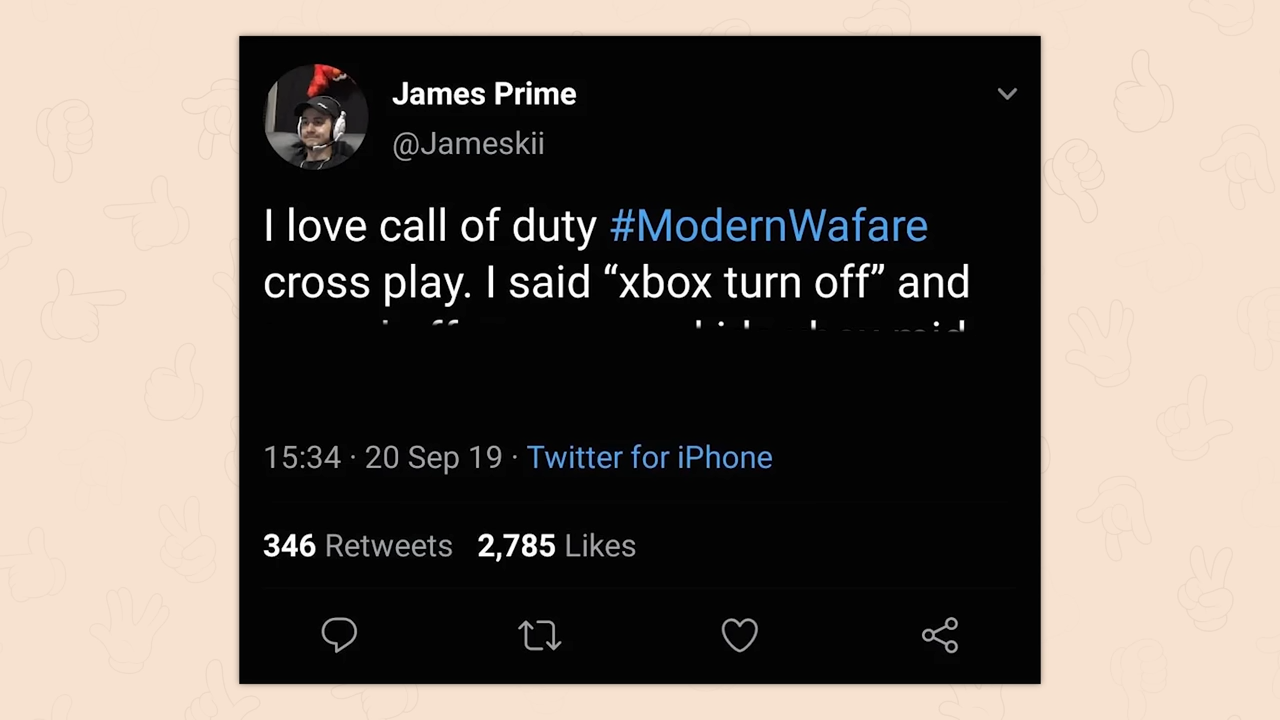 James Prime
@Jameskii
I love call of duty #ModernWafare
cross play. I said “xbox turn off” and
15:34 · 20 Sep 19 · Twitter for iPhone
346 Retweets 2,785 Likes